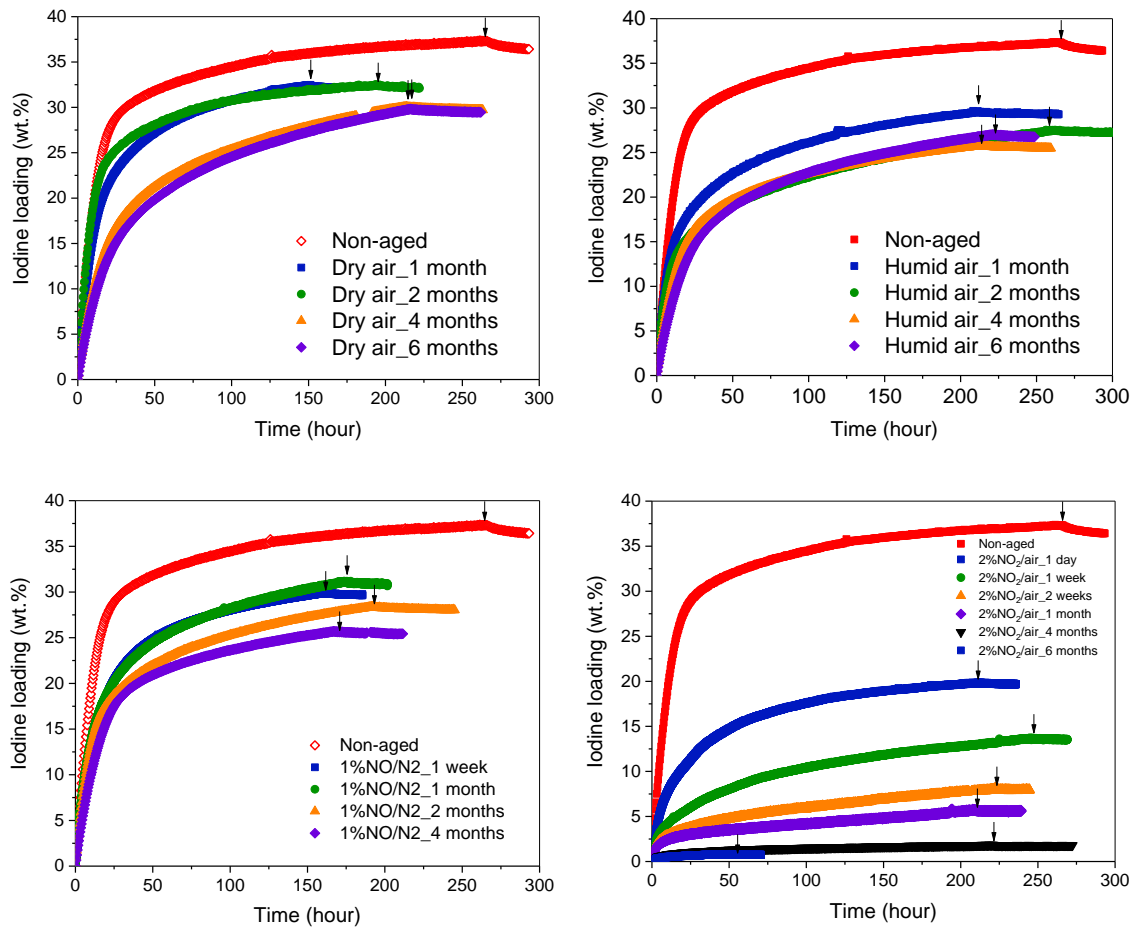 40
35
30
25
20
15
10
5
0
Iodine loading (wt.%)
Non-aged
Dry air_1 month
Dry air_2 months
Dry air_4 months
Dry air_6 months
0 50 100 150 200 250 300
Time (hour)
40
35
30
25
20
15
10
5
0
Iodine loading (wt.%)
Non-aged
Humid air_1 month
Humid air_2 months
Humid air_4 months
Humid air_6 months
0 50 100 150 200 250 300
Time (hour)
40
35
30
25
20
15
10
5
0
Iodine loading (wt.%)
Non-aged
1%NO/N2_1 week
1%NO/N2_1 month
1%NO/N2_2 months
1%NO/N2_4 months
0 50 100 150 200 250 300
Time (hour)
40
35
30
25
20
15
10
5
0
Iodine loading (wt.%)
Non-aged
2%NO₂/air_1 day
2%NO₂/air_1 week
2%NO₂/air_2 weeks
2%NO₂/air_1 month
2%NO₂/air_4 months
2%NO₂/air_6 months
0 50 100 150 200 250 300
Time (hour)